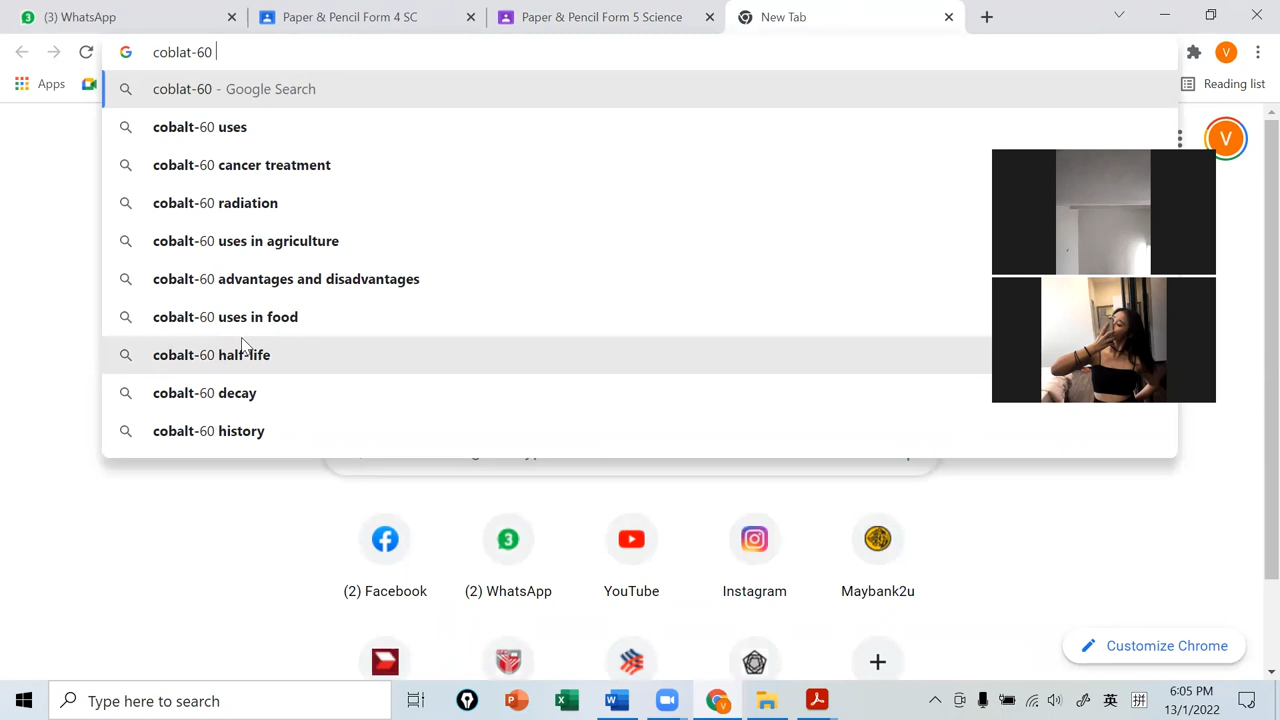 (3) WhatsApp
Paper & Pencil Form 4 SC
Paper & Pencil Form 5 Science
New Tab
coblat-60
Apps
Reading list
coblat-60 - Google Search
cobalt-60 uses
cobalt-60 cancer treatment
cobalt-60 radiation
cobalt-60 uses in agriculture
cobalt-60 advantages and disadvantages
cobalt-60 uses in food
cobalt-60 half-life
cobalt-60 decay
cobalt-60 history
V
V
3
3
(2) Facebook
(2) WhatsApp
YouTube
Instagram
Maybank2u
Customize Chrome
Type here to search
英
拼
6:05 PM
13/1/2022